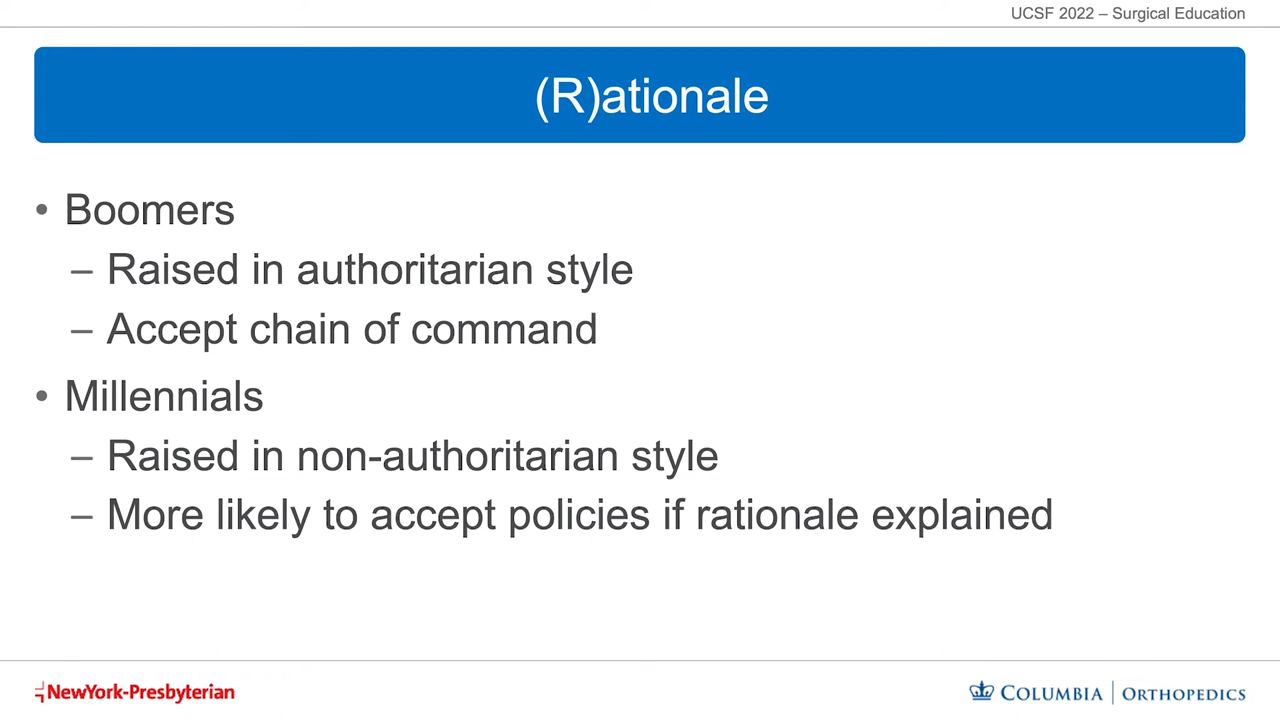 UCSF 2022 – Surgical Education
(R)ationale
• Boomers
– Raised in authoritarian style
– Accept chain of command
• Millennials
– Raised in non-authoritarian style
– More likely to accept policies if rationale explained
NewYork-Presbyterian
COLUMBIA | ORTHOPEDICS